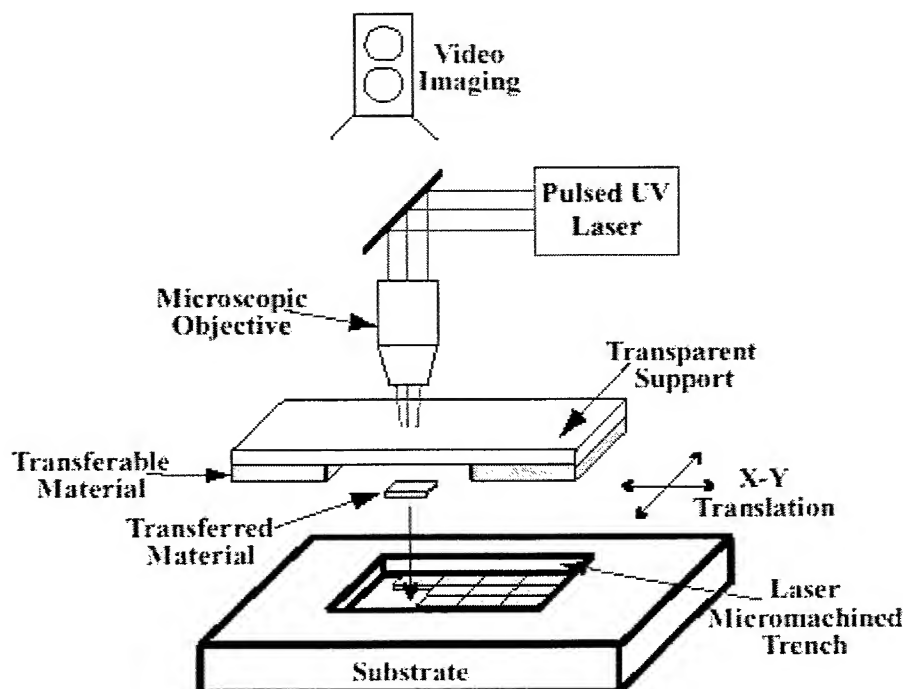 Video
Imaging
Pulsed UV
Laser
Microscopic
Objective
Transparent
Support
Transferable
Material
X-Y
Translation
Transferred
Material
Laser
Micromachined
Trench
Substrate